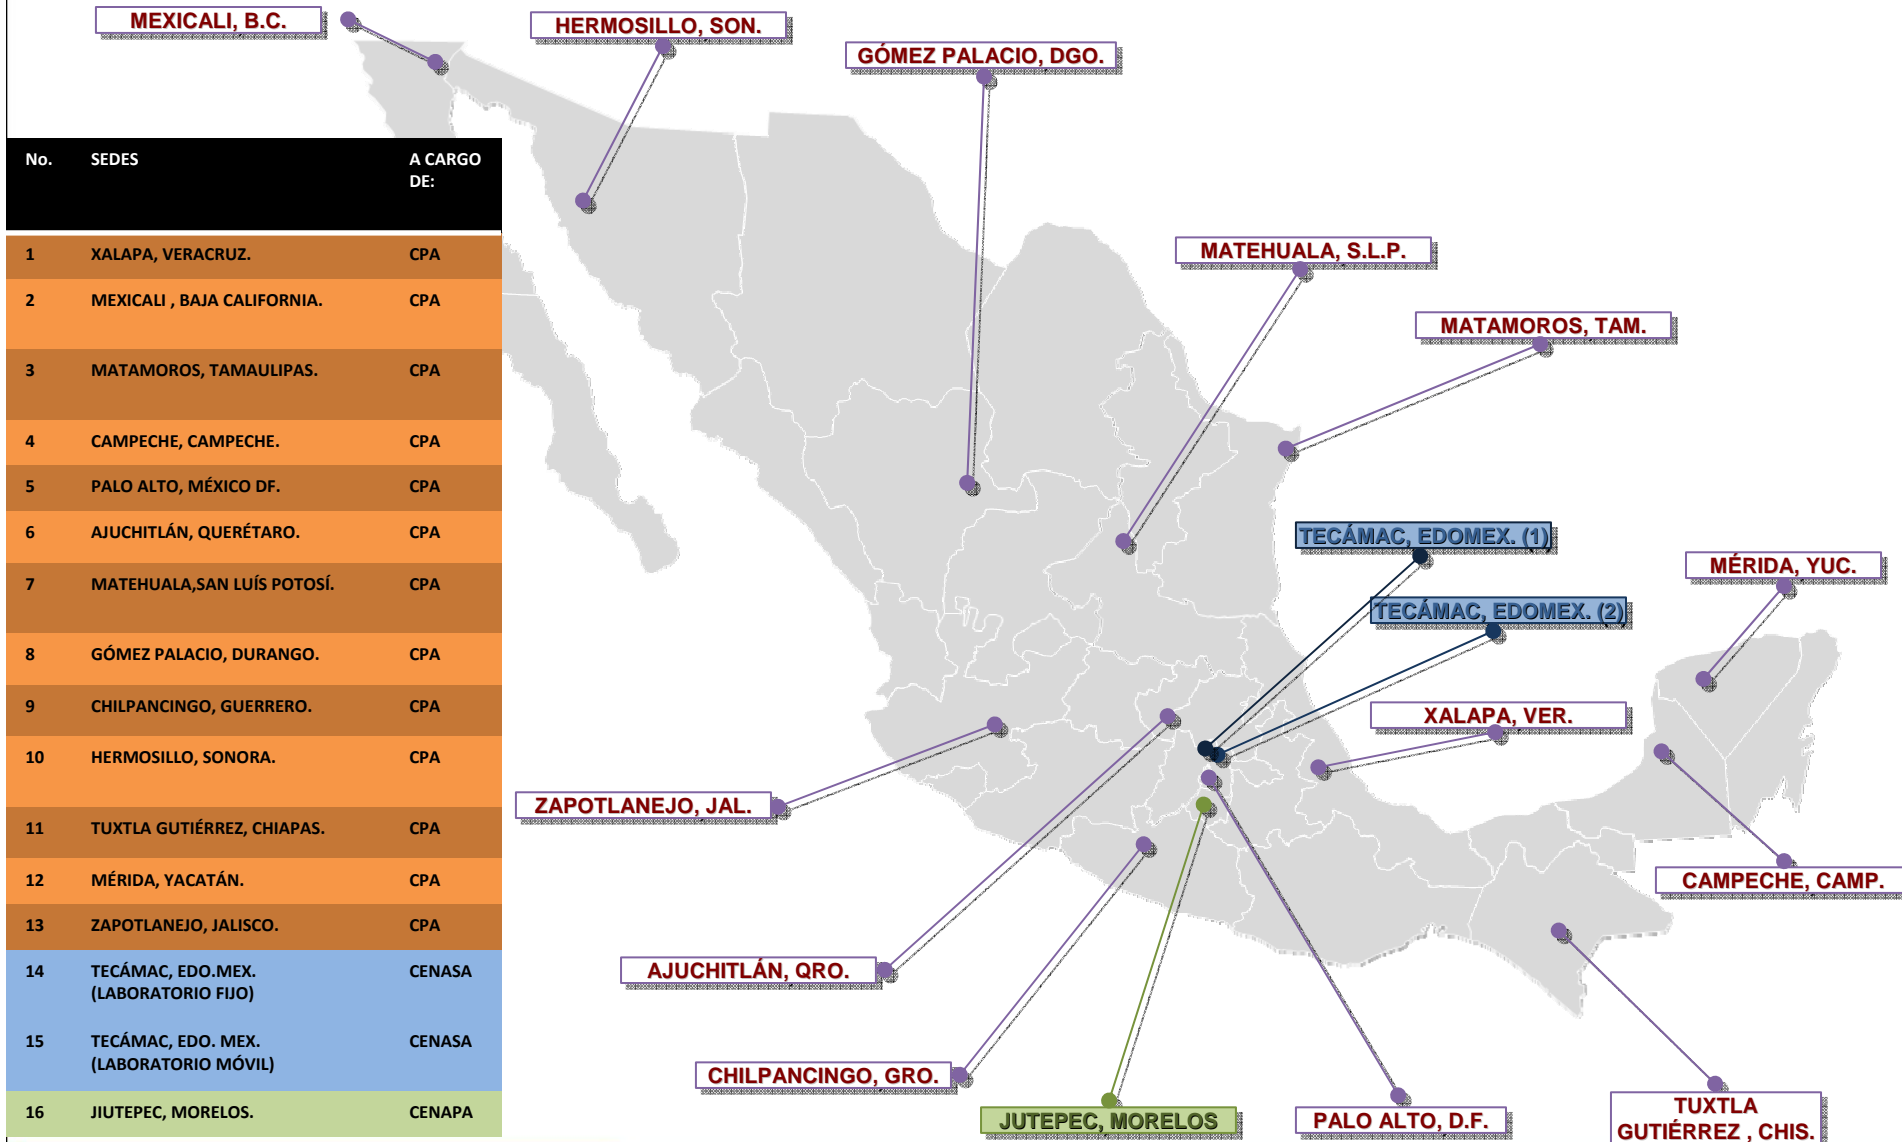 MEXICALI, B.C.
HERMOSILLO, SON.
GÓMEZ PALACIO, DGO.
MATEHUALA, S.L.P.
MATAMOROS, TAM.
TECÁMAC, EDOMEX. (1)
TECÁMAC, EDOMEX. (2)
MÉRIDA, YUC.
XALAPA, VER.
ZAPOTLANEJO, JAL.
CAMPECHE, CAMP.
AJUCHITLÁN, QRO.
CHILPANCINGO, GRO.
JUTEPEC, MORELOS
PALO ALTO, D.F.
TUXTLA
GUTIÉRREZ , CHIS.
No. SEDES A CARGO
DE:
1 XALAPA, VERACRUZ. CPA
2 MEXICALI , BAJA CALIFORNIA. CPA
3 MATAMOROS, TAMAULIPAS. CPA
4 CAMPECHE, CAMPECHE. CPA
5 PALO ALTO, MÉXICO DF. CPA
6 AJUCHITLÁN, QUERÉTARO. CPA
7 MATEHUALA,SAN LUÍS POTOSÍ. CPA
8 GÓMEZ PALACIO, DURANGO. CPA
9 CHILPANCINGO, GUERRERO. CPA
10 HERMOSILLO, SONORA. CPA
11 TUXTLA GUTIÉRREZ, CHIAPAS. CPA
12 MÉRIDA, YACATÁN. CPA
13 ZAPOTLANEJO, JALISCO. CPA
14 TECÁMAC, EDO.MEX. CENASA
(LABORATORIO FIJO)
15 TECÁMAC, EDO. MEX. CENASA
(LABORATORIO MÓVIL)
16 JIUTEPEC, MORELOS. CENAPA